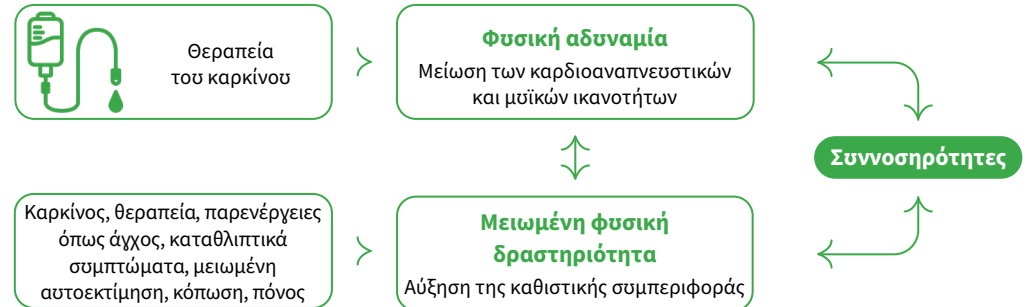 Θεραπεία
του καρκίνου
Φυσική αδυναμία
Μείωση των καρδιοαναπνευστικών
και μυϊκών ικανοτήτων
Συννοσηρότητες
Καρκίνος, θεραπεία, παρενέργειες
όπως άγχος, καταθλιπτικά
συμπτώματα, μειωμένη
αυτοεκτίμηση, κόπωση, πόνος
Μειωμένη φυσική
δραστηριότητα
Αύξηση της καθιστικής συμπεριφοράς